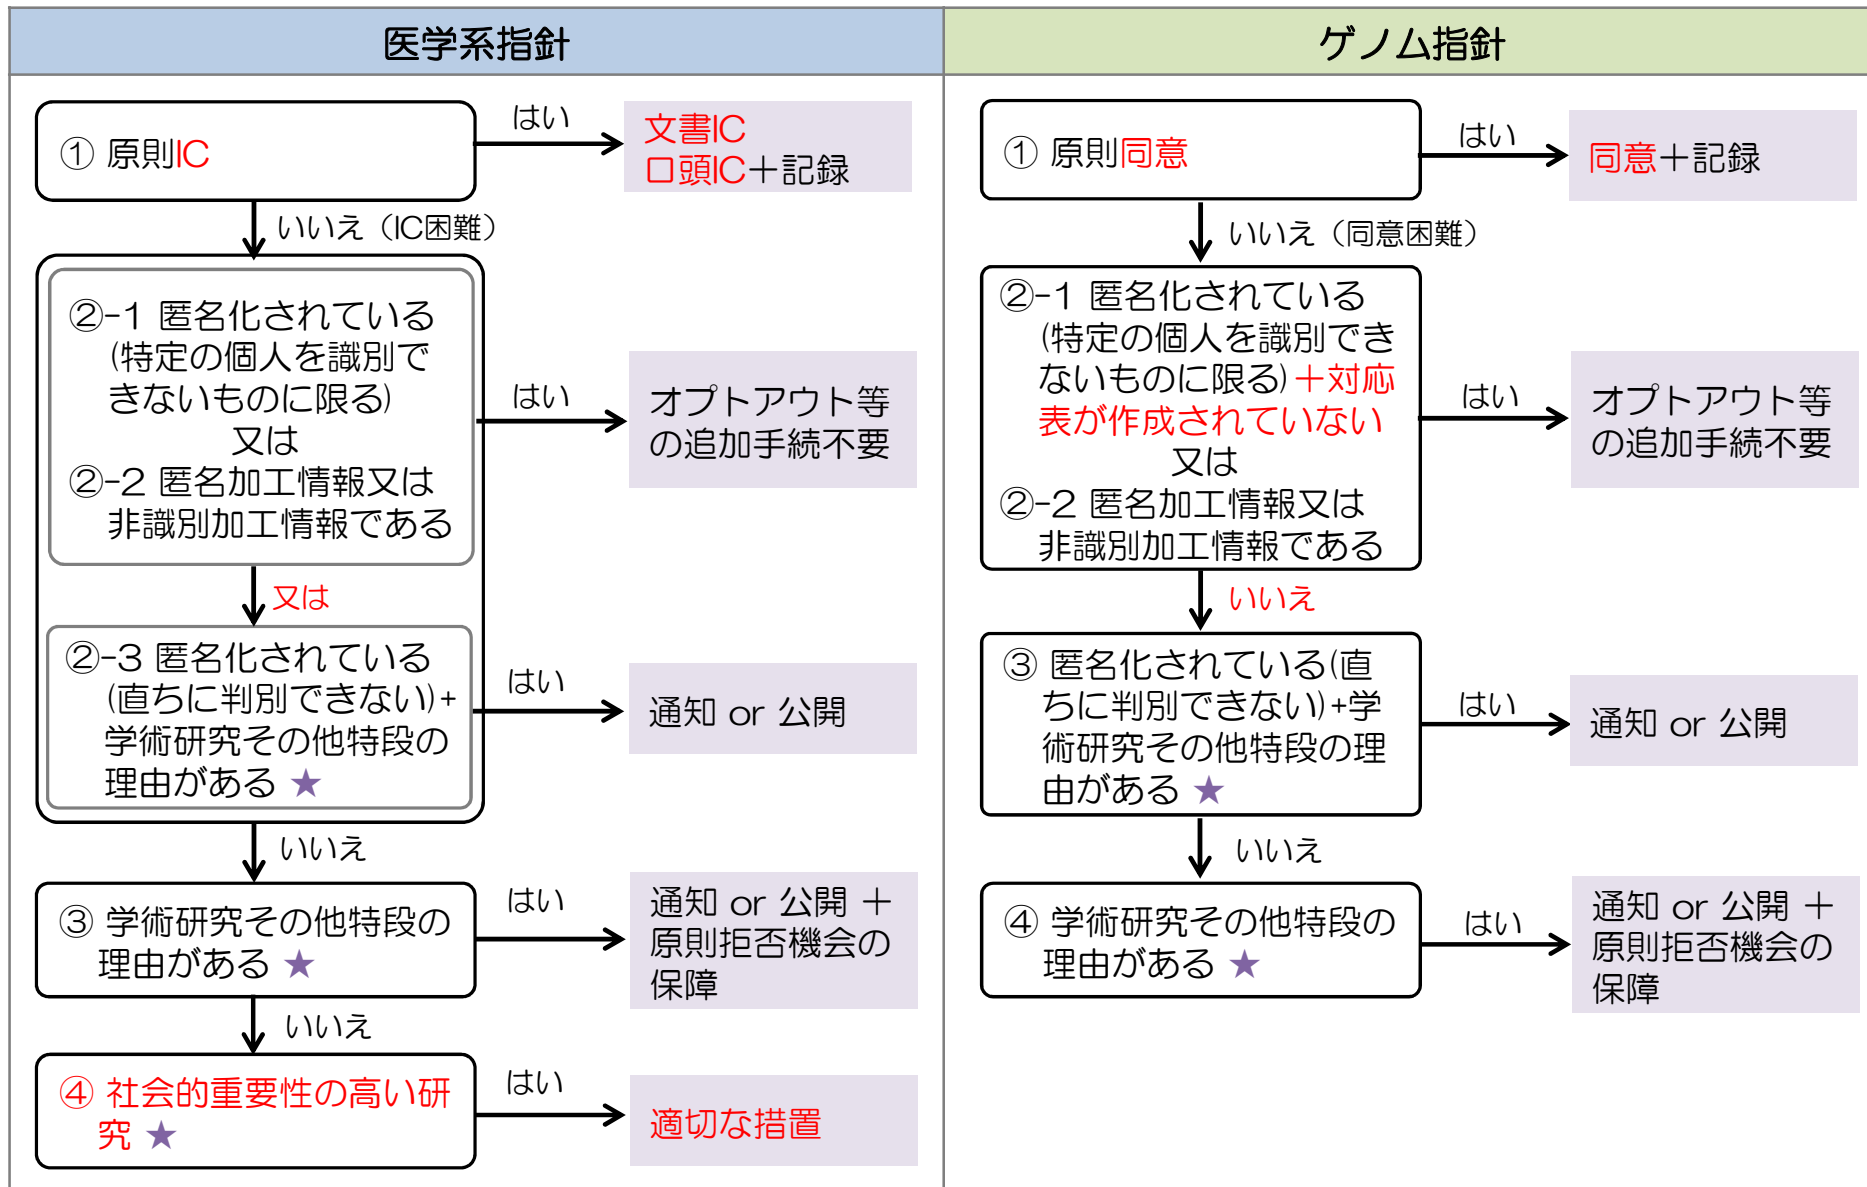 医学系指針
① 原則IC
はい
文書IC
口頭IC＋記録
いいえ（IC困難）
②-1 匿名化されている
(特定の個人を識別で
きないものに限る)
又は
②-2 匿名加工情報又は
非識別加工情報である
はい
オプトアウト等
の追加手続不要
又は
②-3 匿名化されている
(直ちに判別できない)+
学術研究その他特段の
理由がある ★
はい
通知 or 公開
いいえ
③ 学術研究その他特段の
理由がある ★
はい
通知 or 公開 ＋
原則拒否機会の
保障
いいえ
④ 社会的重要性の高い研
究 ★
はい
適切な措置
ゲノム指針
① 原則同意
はい
同意＋記録
いいえ（同意困難）
②-1 匿名化されている
(特定の個人を識別でき
ないものに限る)＋対応
表が作成されていない
又は
②-2 匿名加工情報又は
非識別加工情報である
はい
オプトアウト等
の追加手続不要
いいえ
③ 匿名化されている(直
ちに判別できない)+学
術研究その他特段の理
由がある ★
はい
通知 or 公開
いいえ
④ 学術研究その他特段の
理由がある ★
はい
通知 or 公開 ＋
原則拒否機会の
保障